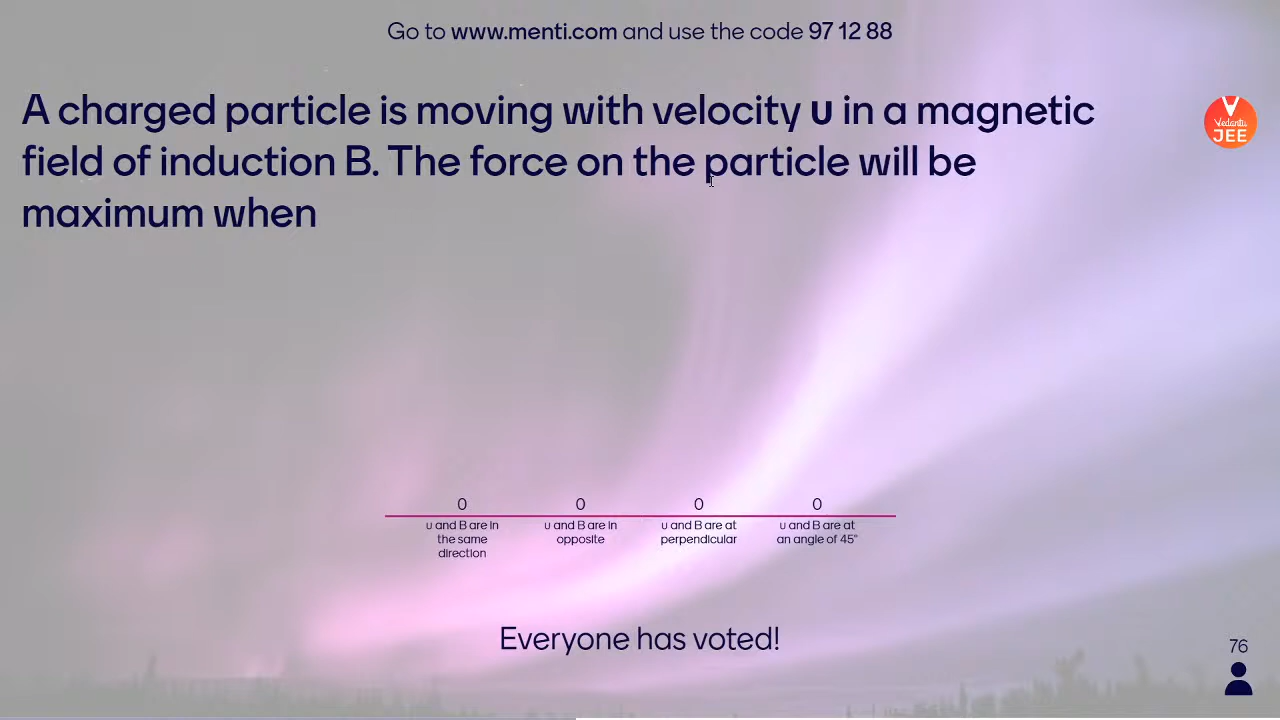 Go to www.menti.com and use the code 97 12 88
A charged particle is moving with velocity υ in a magnetic
field of induction B. The force on the particle will be
maximum when
V
Vedantu
JEE
0
0
0
0
υ and B are in
the same
direction
υ and B are in
opposite
υ and B are at
perpendicular
υ and B are at
an angle of 45°
Everyone has voted!
76